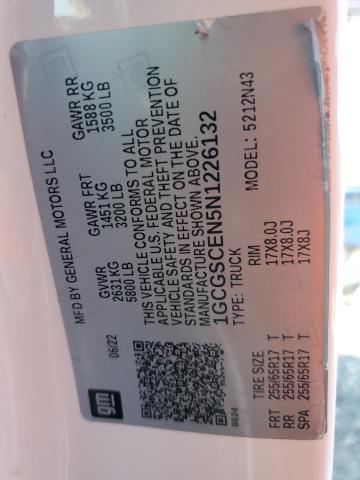 MFD BY GENERAL MOTORS LLC
06/22
GVWR GAWR FRT GAWR RR
2631 KG 1451 KG 1588 KG
5800 LB 3200 LB 3500 LB
THIS VEHICLE CONFORMS TO ALL
APPLICABLE U.S. FEDERAL MOTOR
VEHICLE SAFETY AND THEFT PREVENTION
STANDARDS IN EFFECT ON THE DATE OF
MANUFACTURE SHOWN ABOVE.
1GCGSCEN5N1226132
TYPE: TRUCK MODEL: 5212N43
gm
8624
TIRE SIZE RIM
FRT 255/65R17 T 17X8.0J
RR 255/65R17 T 17X8.0J
SPA 255/65R17 T 17X8J